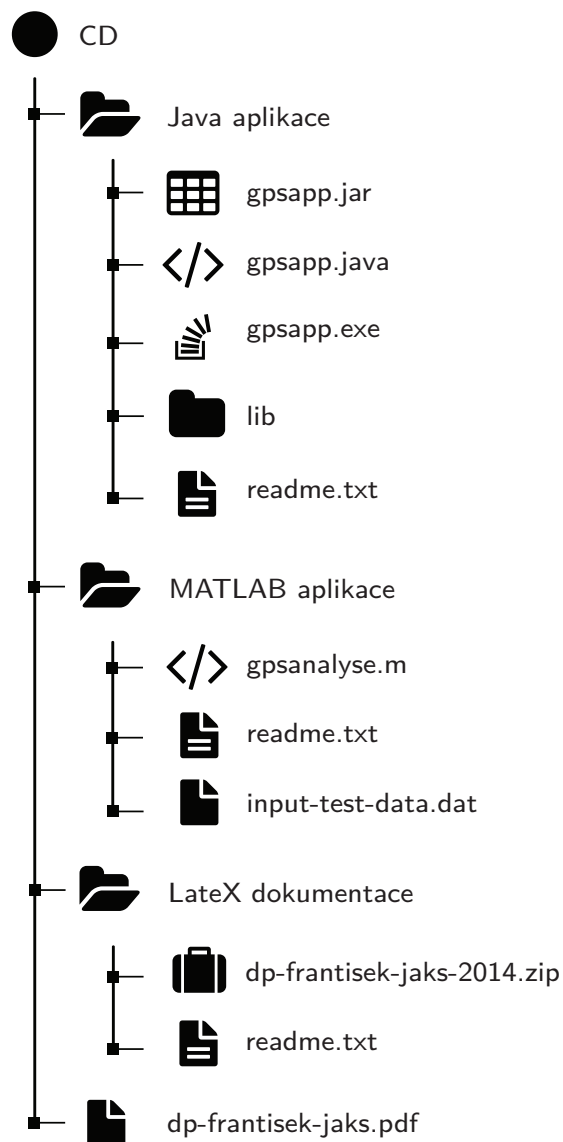 CD
Java aplikace
gpsapp.jar
gpsapp.java
gpsapp.exe
lib
readme.txt
MATLAB aplikace
gpsanalyse.m
readme.txt
input-test-data.dat
LateX dokumentace
dp-frantisek-jaks-2014.zip
readme.txt
dp-frantisek-jaks.pdf